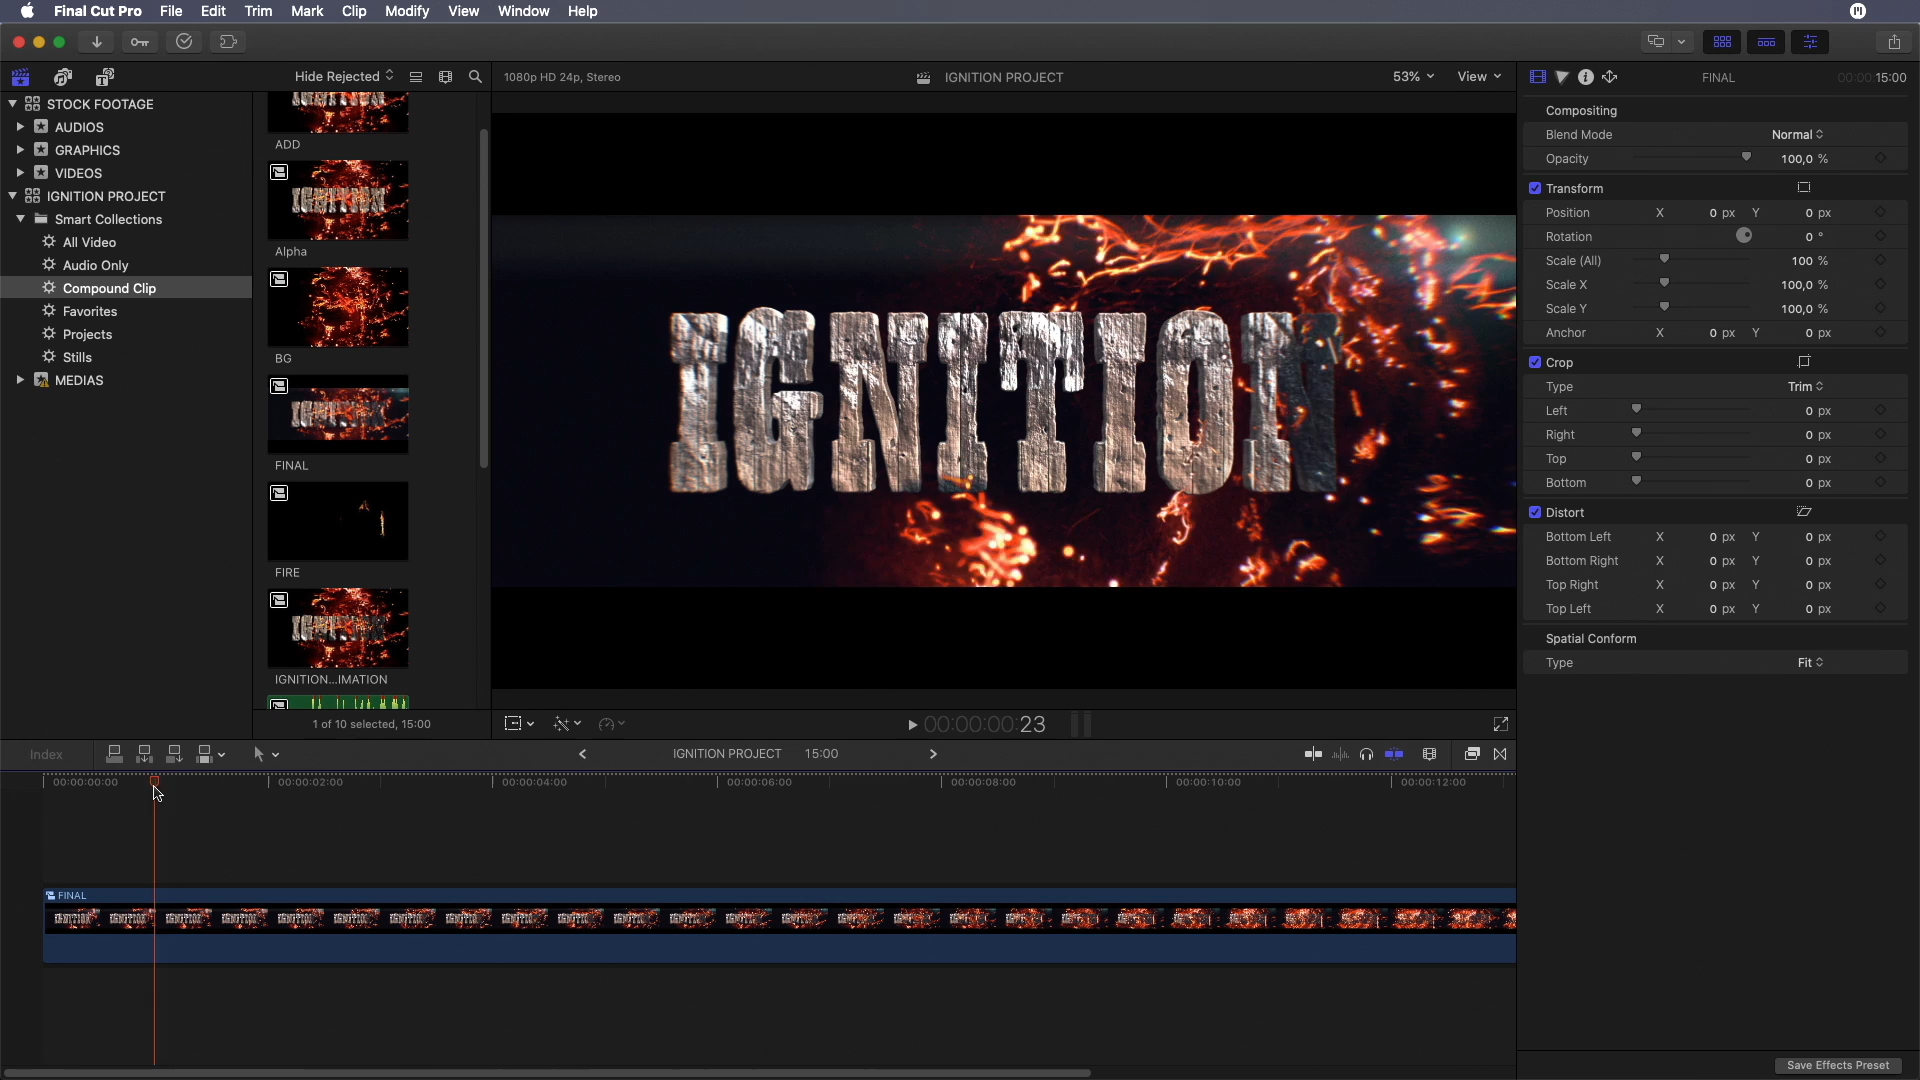 Final Cut Pro File Edit Trim Mark Clip Modify View Window Help
Hide Rejected
1080p HD 24p, Stereo
IGNITION PROJECT
53%
View
FINAL
00:00:15:00
STOCK FOOTAGE
AUDIOS
GRAPHICS
VIDEOS
IGNITION PROJECT
Smart Collections
All Video
Audio Only
Compound Clip
Favorites
Projects
Stills
MEDIAS
ADD
Alpha
BG
FINAL
FIRE
IGNITION...IMATION
1 of 10 selected, 15:00
IGNITION
00:00:00:23
Compositing
Blend Mode Normal
Opacity 100,0 %
Transform
Position X 0 px Y 0 px
Rotation 0 °
Scale (All) 100 %
Scale X 100,0 %
Scale Y 100,0 %
Anchor X 0 px Y 0 px
Crop
Type Trim
Left 0 px
Right 0 px
Top 0 px
Bottom 0 px
Distort
Bottom Left X 0 px Y 0 px
Bottom Right X 0 px Y 0 px
Top Right X 0 px Y 0 px
Top Left X 0 px Y 0 px
Spatial Conform
Type Fit
Index
IGNITION PROJECT 15:00
00:00:00:00 00:00:02:00 00:00:04:00 00:00:06:00 00:00:08:00 00:00:10:00 00:00:12:00
FINAL
Save Effects Preset